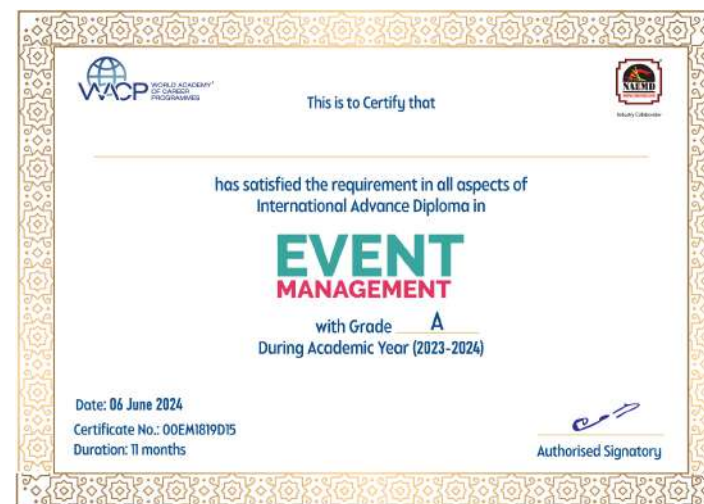 WACP WORLD ACADEMY
OF CAREER
PROGRAMMES
NAEMD
Industry Collaborator
This is to Certify that
has satisfied the requirement in all aspects of
International Advance Diploma in
EVENT
MANAGEMENT
with Grade A
During Academic Year (2023-2024)
Date: 06 June 2024
Certificate No.: 00EM1819D15
Duration: 11 months
Authorised Signatory